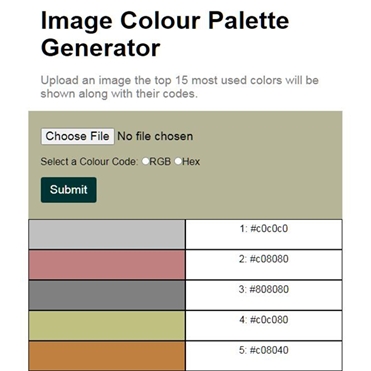 Image Colour Palette
Generator
Upload an image the top 15 most used colors will be
shown along with their codes.
Choose File No file chosen
Select a Colour Code: RGB Hex
Submit
1: #c0c0c0
2: #c08080
3: #808080
4: #c0c080
5: #c08040